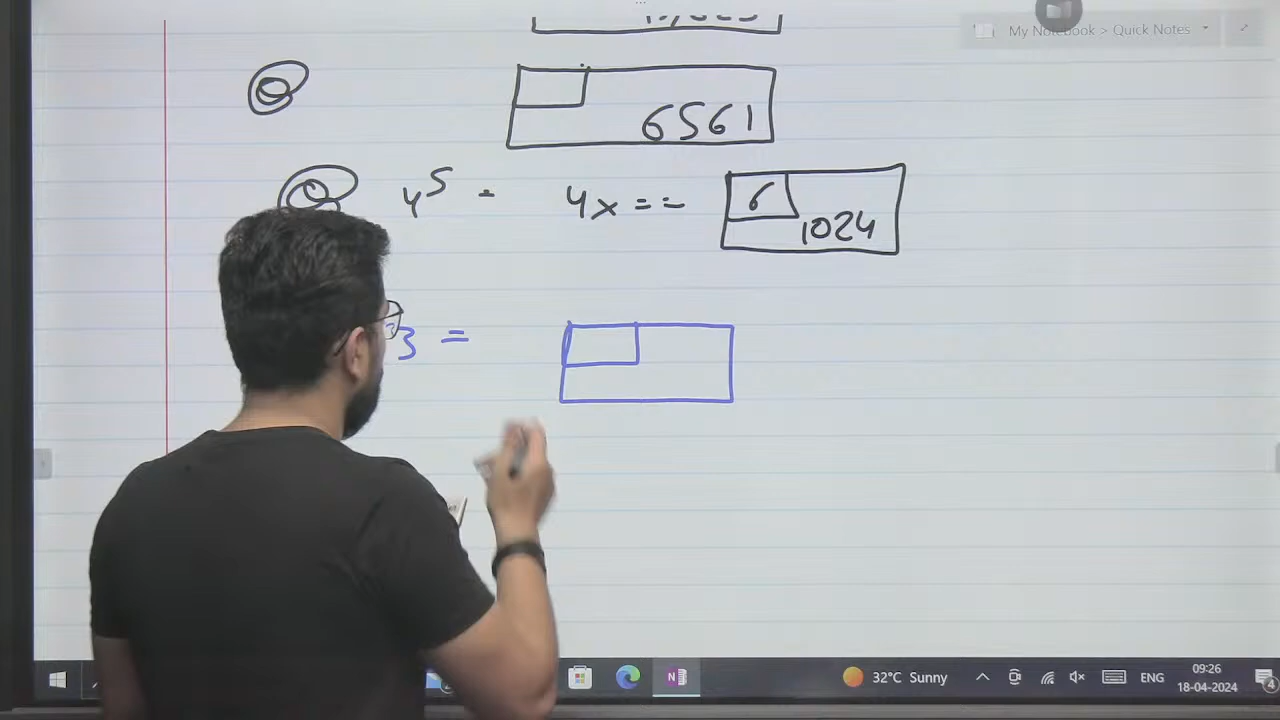 My Notebook > Quick Notes
6561
4^5 = 4x == 6 1024
3 =
32°C Sunny ENG 09:26
18-04-2024
4